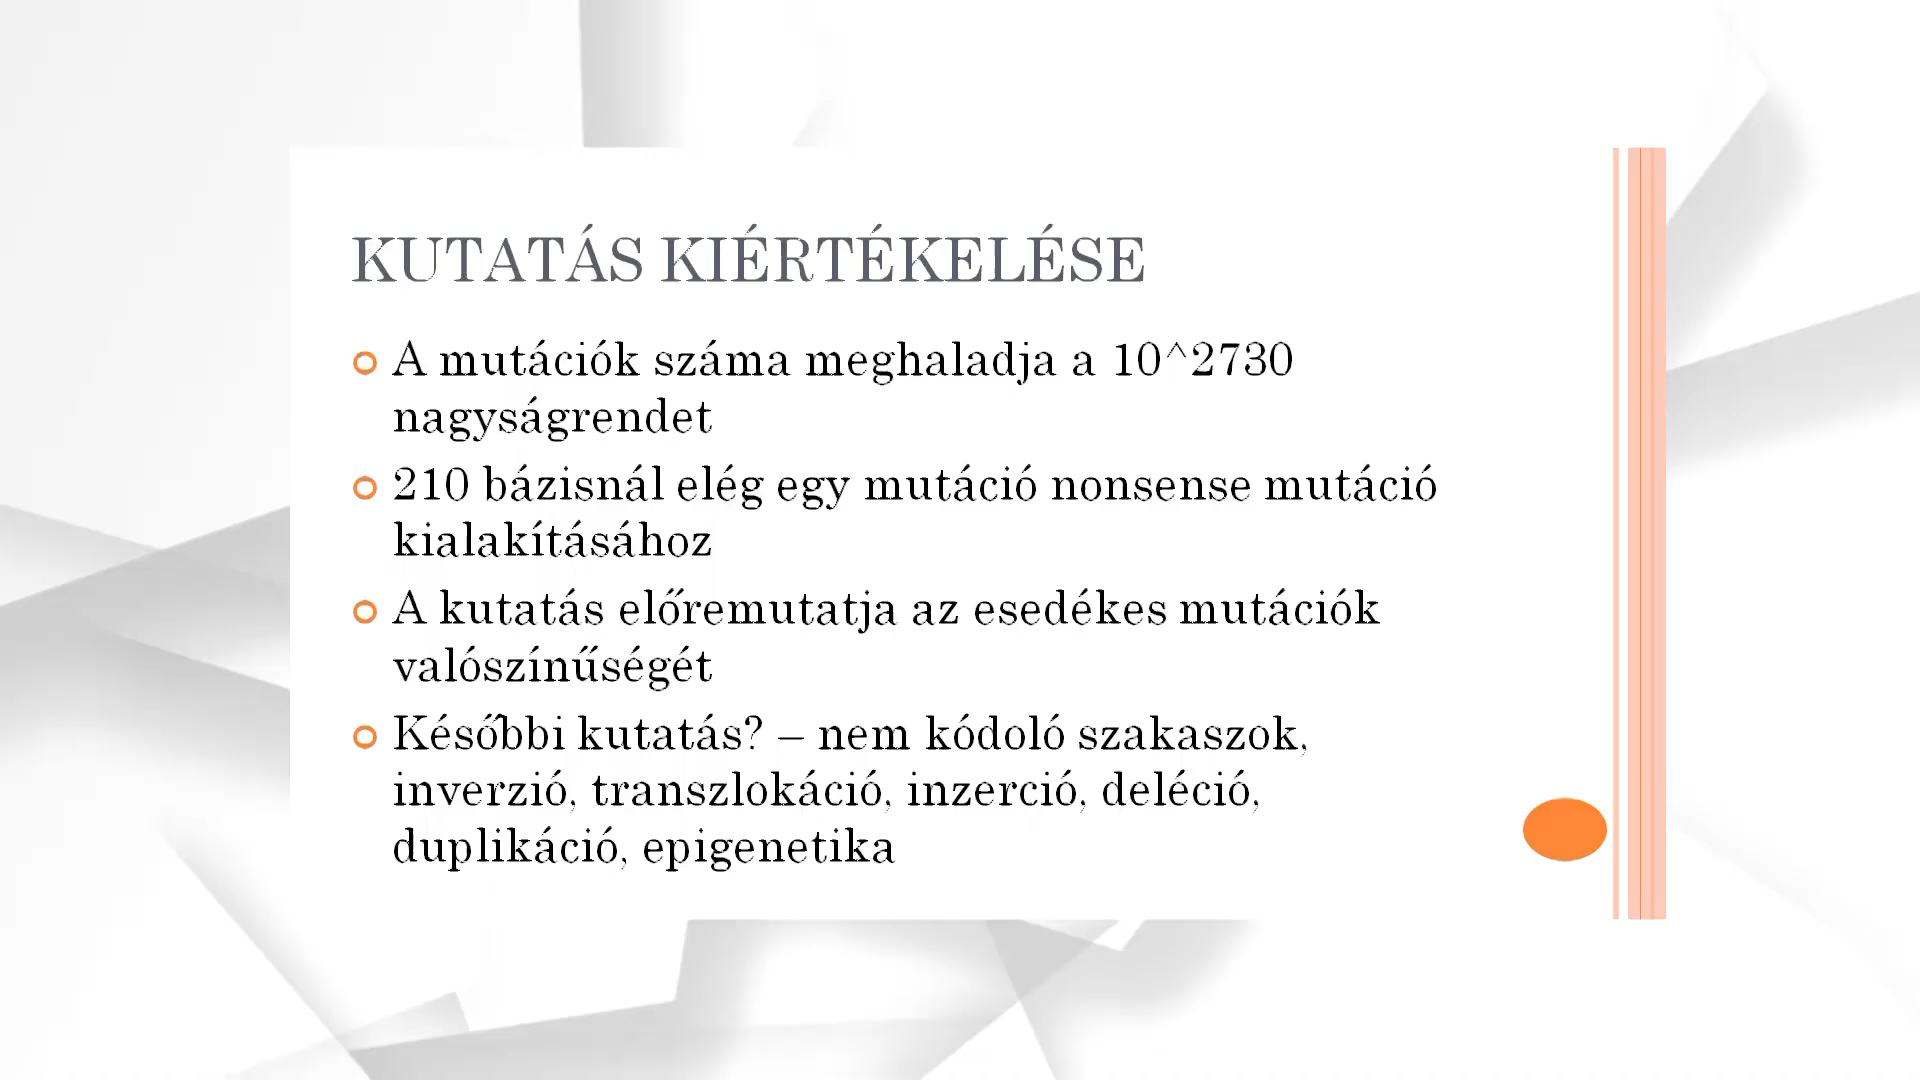 KUTATÁS KIÉRTÉKELÉSE
A mutációk száma meghaladja a 10^2730
nagyságrendet
210 bázisnál elég egy mutáció nonsense mutáció
kialakításához
A kutatás előremutatja az esedékes mutációk
valószínűségét
Későbbi kutatás? – nem kódoló szakaszok,
inverzió, transzlokáció, inzerció, deléció,
duplikáció, epigenetika